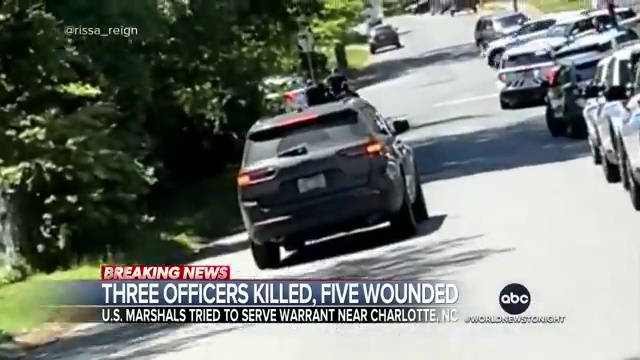 @rissa_reign
BREAKING NEWS
THREE OFFICERS KILLED, FIVE WOUNDED
U.S. MARSHALS TRIED TO SERVE WARRANT NEAR CHARLOTTE, NC
abc
#WORLDNEWSTONIGHT